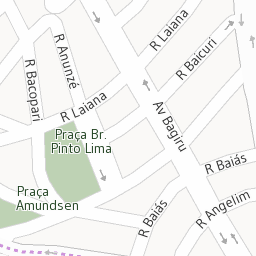 R Laiana
R Baicuri
R Anunzé
R Bacopari
R Laiana
Av Bagiru
Praça Br.
Pinto Lima
R Baiás
Praça
Amundsen
R Baiás
R Angelim